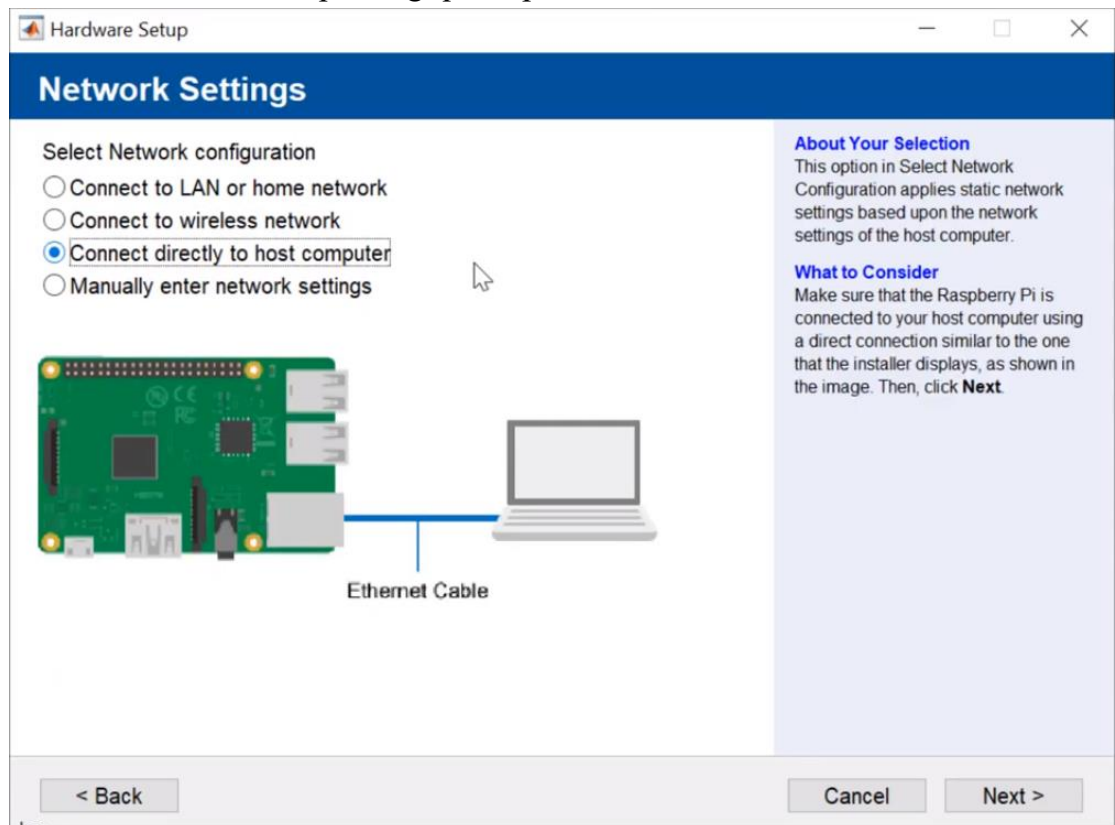 Hardware Setup
Network Settings
Select Network configuration
Connect to LAN or home network
Connect to wireless network
Connect directly to host computer
Manually enter network settings
Ethernet Cable
About Your Selection
This option in Select Network
Configuration applies static network
settings based upon the network
settings of the host computer.
What to Consider
Make sure that the Raspberry Pi is
connected to your host computer using
a direct connection similar to the one
that the installer displays, as shown in
the image. Then, click Next.
< Back
Cancel
Next >